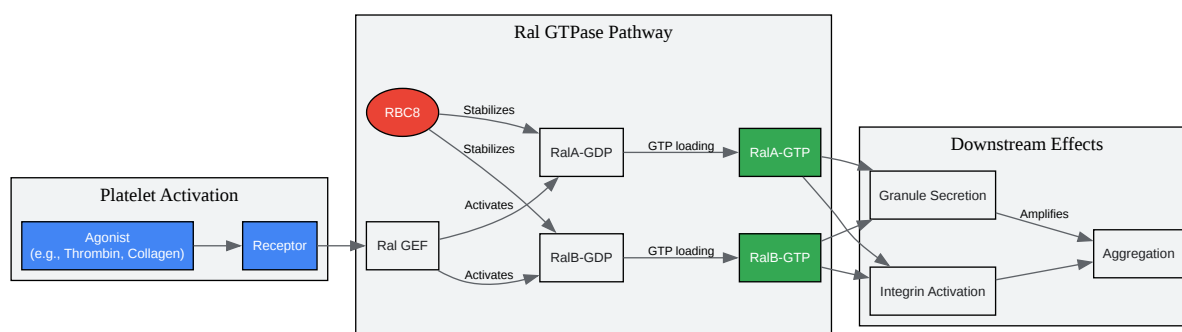 Ral GTPase Pathway
RBC8
Stabilizes
Stabilizes
RalA-GDP
GTP loading
RalA-GTP
Downstream Effects
Granule Secretion
Amplifies
Aggregation
Platelet Activation
Agonist
(e.g., Thrombin, Collagen)
Receptor
Ral GEF
Activates
Activates
RalB-GDP
GTP loading
RalB-GTP
Integrin Activation